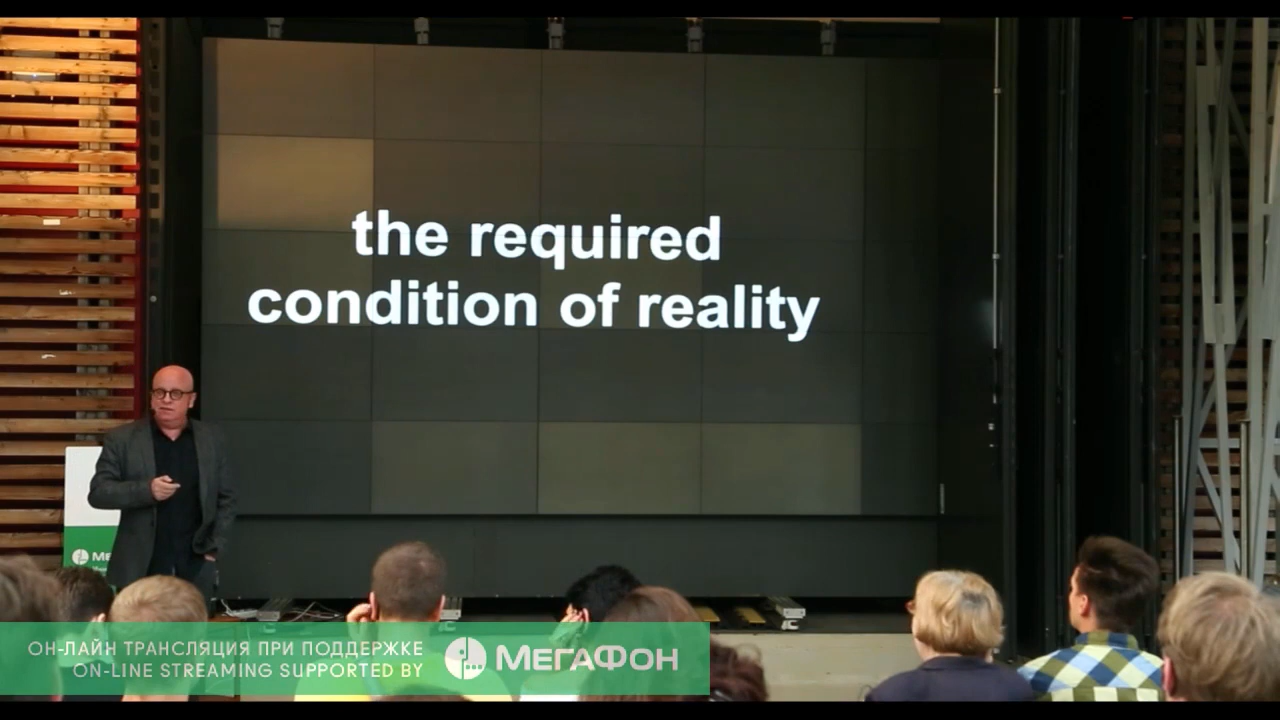 the required
condition of reality
ОН-ЛАЙН ТРАНСЛЯЦИЯ ПРИ ПОДДЕРЖКЕ
ON-LINE STREAMING SUPPORTED BY
МЕГАФОН